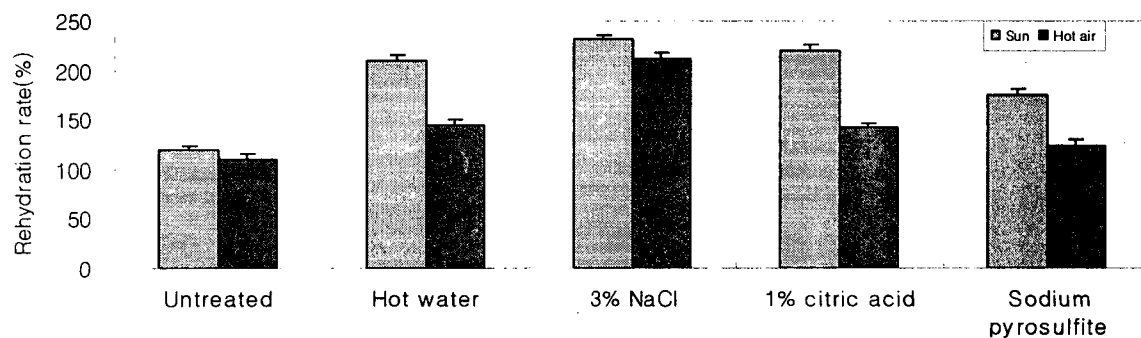 250
200
150
100
50
0
Rehydration rate(%)
Sun Hot air
Untreated Hot water 3% NaCl 1% citric acid Sodium
pyrosulfite